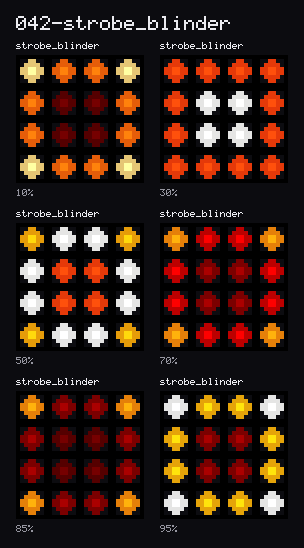 042-strobe_blinder
strobe_blinder
strobe_blinder
10%
30%
strobe_blinder
strobe_blinder
50%
70%
strobe_blinder
strobe_blinder
85%
95%